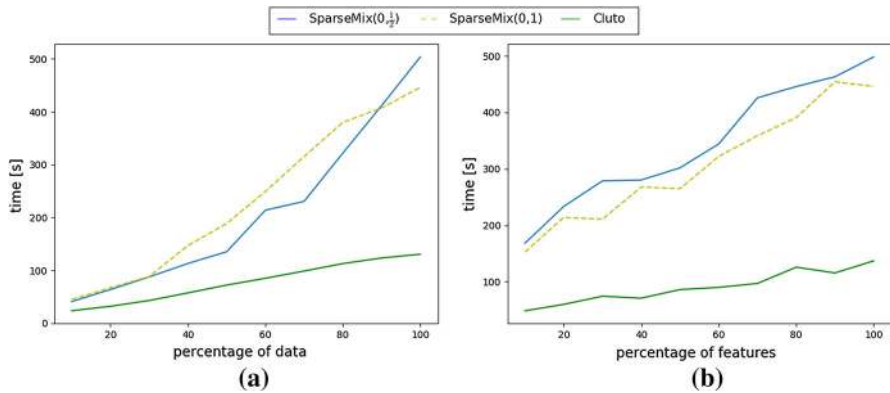 SparseMix(0,½) SparseMix(0,1) Cluto
500
400
300
200
100
0
time [s]
20 40 60 80 100
percentage of data
(a)
500
400
300
200
100
time [s]
20 40 60 80 100
percentage of features
(b)